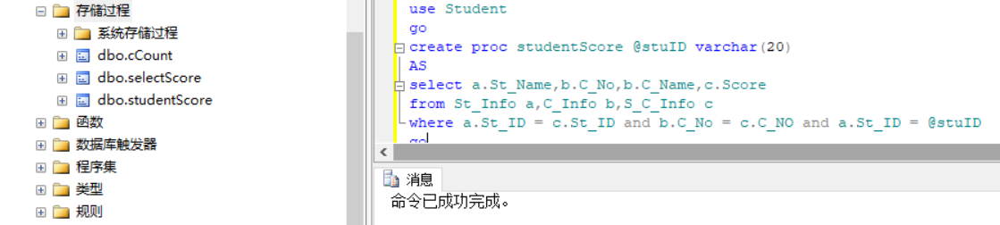 存储过程
系统存储过程
dbo.cCount
dbo.selectScore
dbo.studentScore
函数
数据库触发器
程序集
类型
规则
use Student
go
create proc studentScore @stuID varchar(20)
AS
select a.St_Name,b.C_No,b.C_Name,c.Score
from St_Info a,C_Info b,S_C_Info c
where a.St_ID = c.St_ID and b.C_No = c.C_NO and a.St_ID = @stuID
go
消息
命令已成功完成。